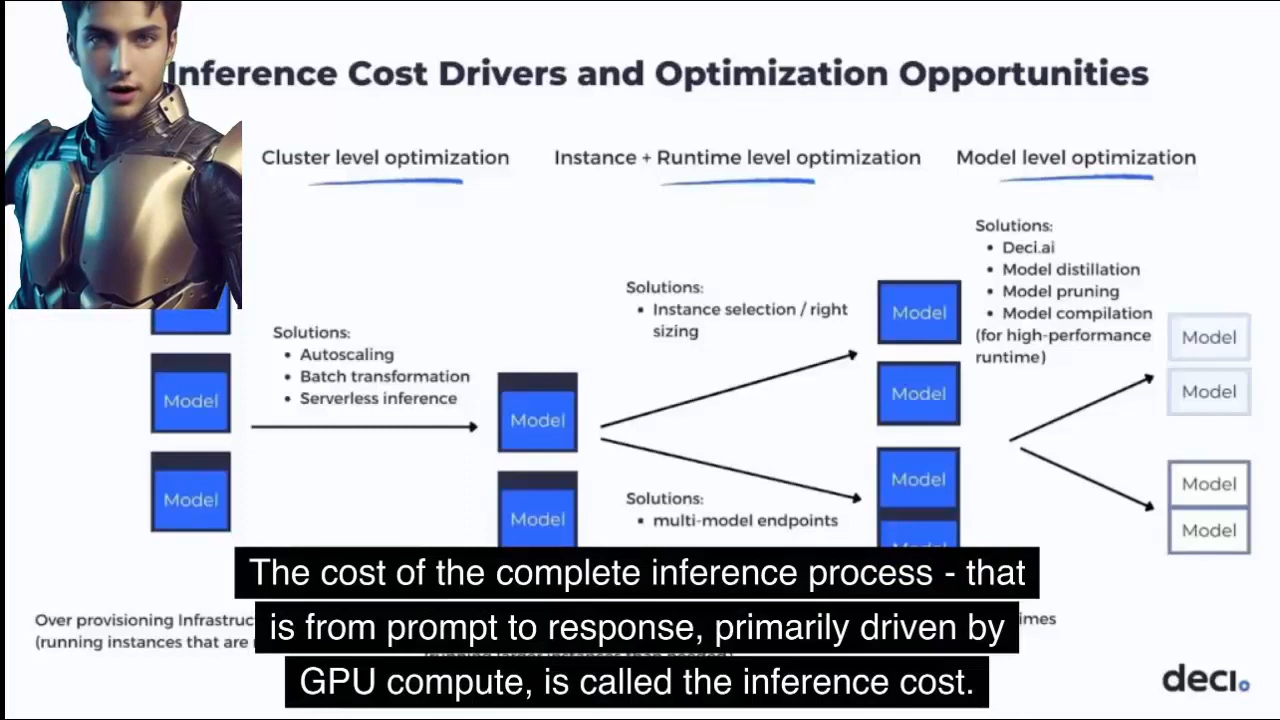 Inference Cost Drivers and Optimization Opportunities
Cluster level optimization
Instance + Runtime level optimization
Model level optimization
Solutions:
• Autoscaling
• Batch transformation
• Serverless inference
Solutions:
• Instance selection / right
sizing
Solutions:
• multi-model endpoints
Solutions:
• Deci.ai
• Model distillation
• Model pruning
• Model compilation
(for high-performance
runtime)
Model
Model
Model
Model
Model
Model
Model
Model
Model
Model
Model
Over provisioning
(running instances that are
The cost of the complete inference process - that
is from prompt to response, primarily driven by
GPU compute, is called the inference cost.
deci.